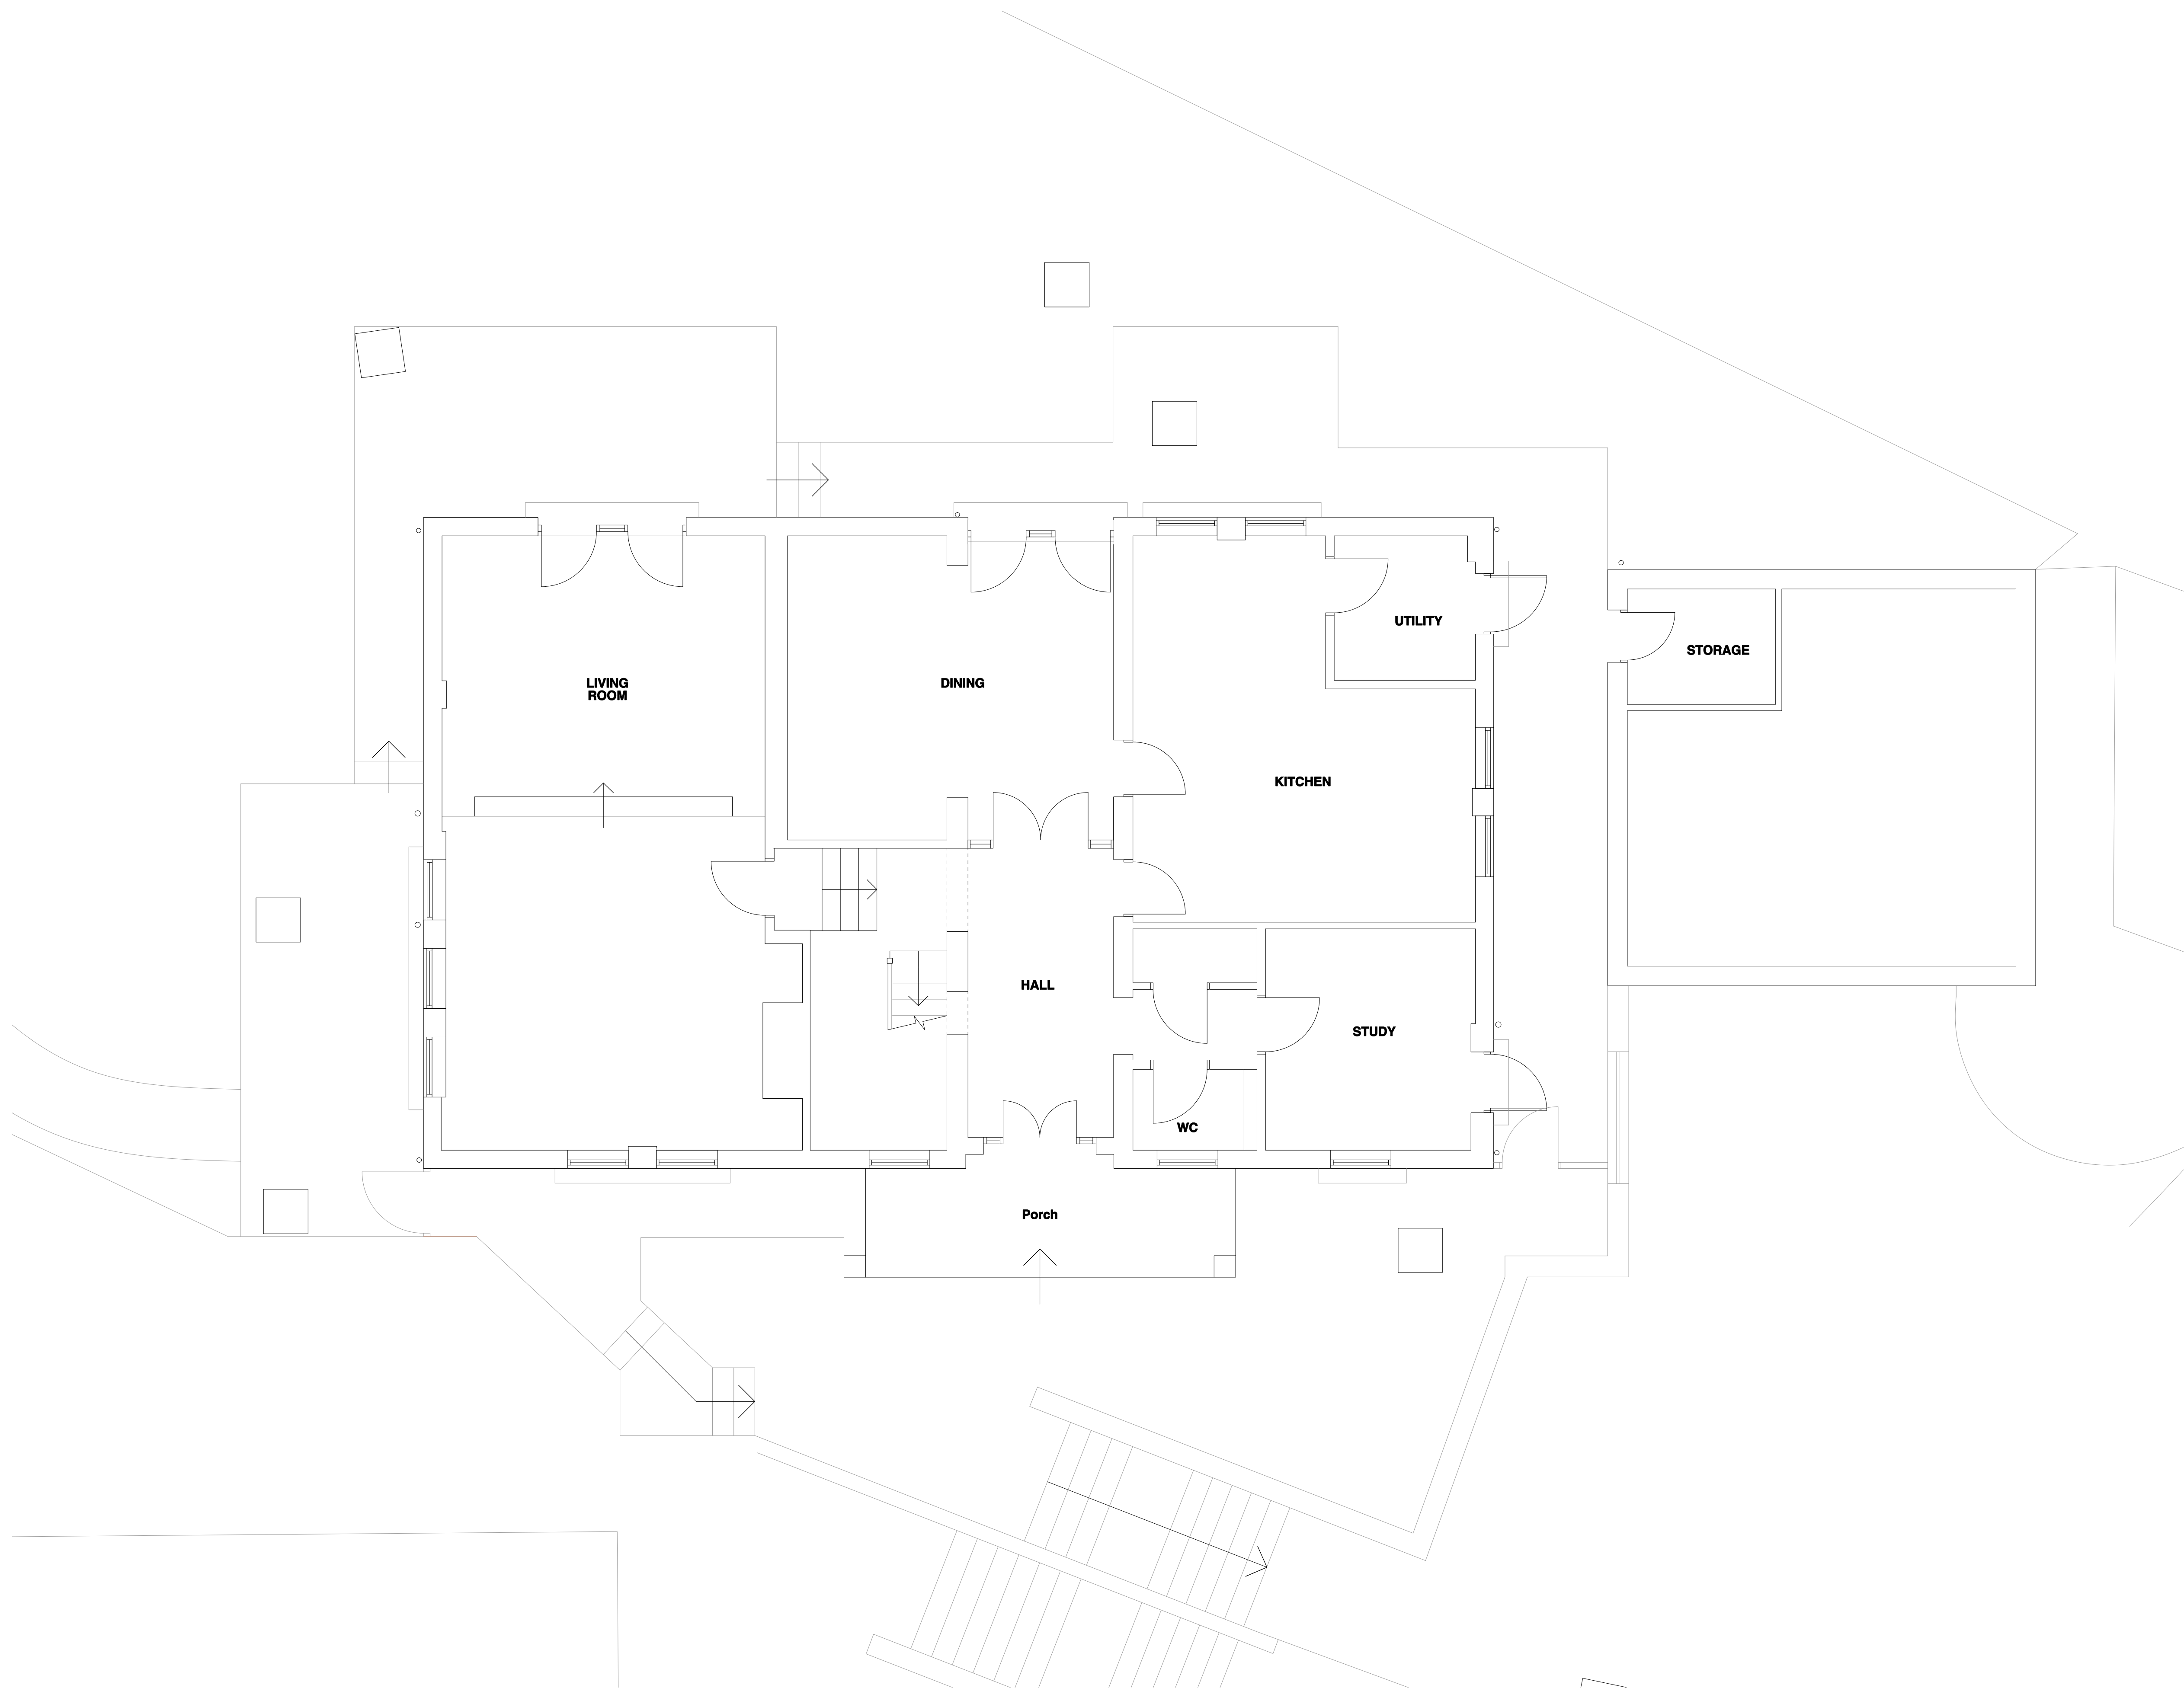 UTILITY
STORAGE
LIVING
ROOM
DINING
KITCHEN
HALL
STUDY
WC
Porch